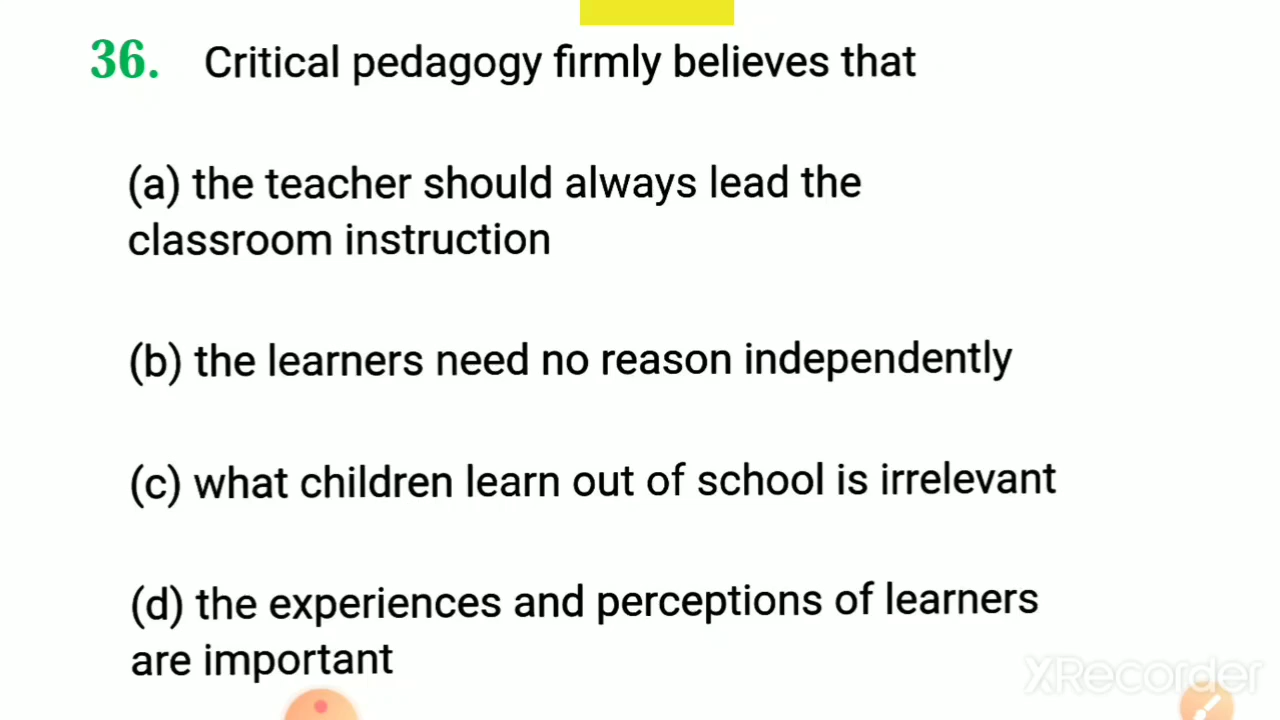 36. Critical pedagogy firmly believes that
(a) the teacher should always lead the
classroom instruction
(b) the learners need no reason independently
(c) what children learn out of school is irrelevant
(d) the experiences and perceptions of learners
are important
XRecorder